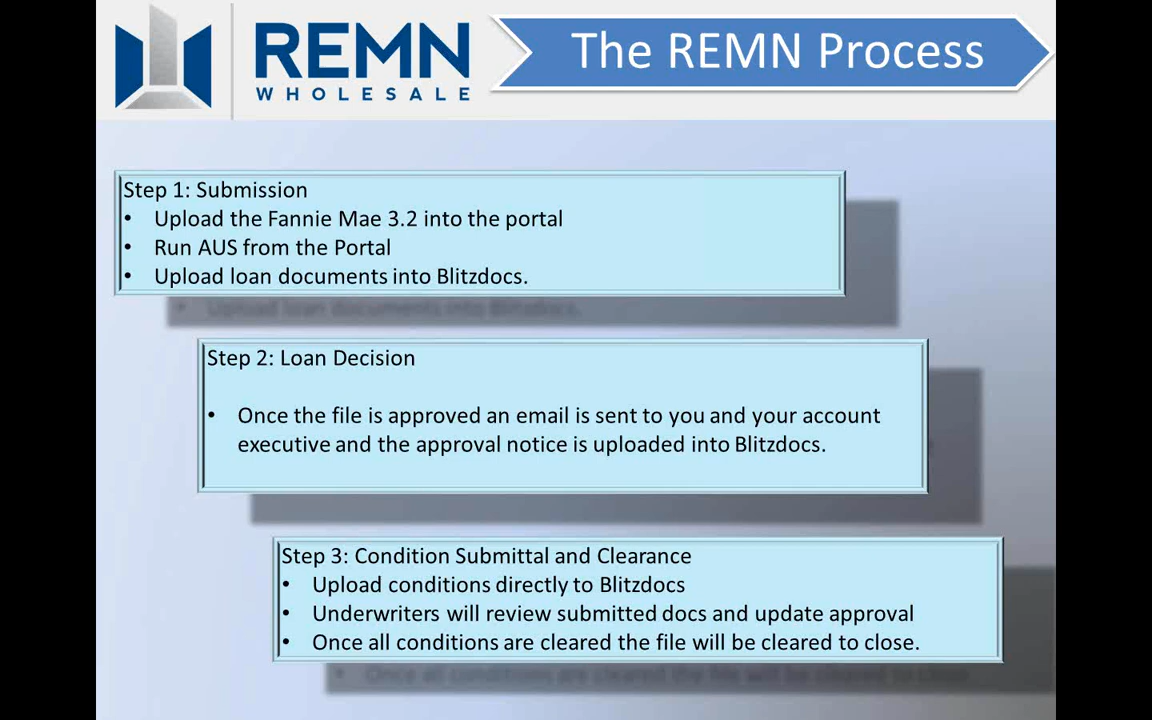 REMN
WHOLESALE
The REMN Process
Step 1: Submission
• Upload the Fannie Mae 3.2 into the portal
• Run AUS from the Portal
• Upload loan documents into Blitzdocs.
Step 2: Loan Decision
• Once the file is approved an email is sent to you and your account
executive and the approval notice is uploaded into Blitzdocs.
Step 3: Condition Submittal and Clearance
• Upload conditions directly to Blitzdocs
• Underwriters will review submitted docs and update approval
• Once all conditions are cleared the file will be cleared to close.